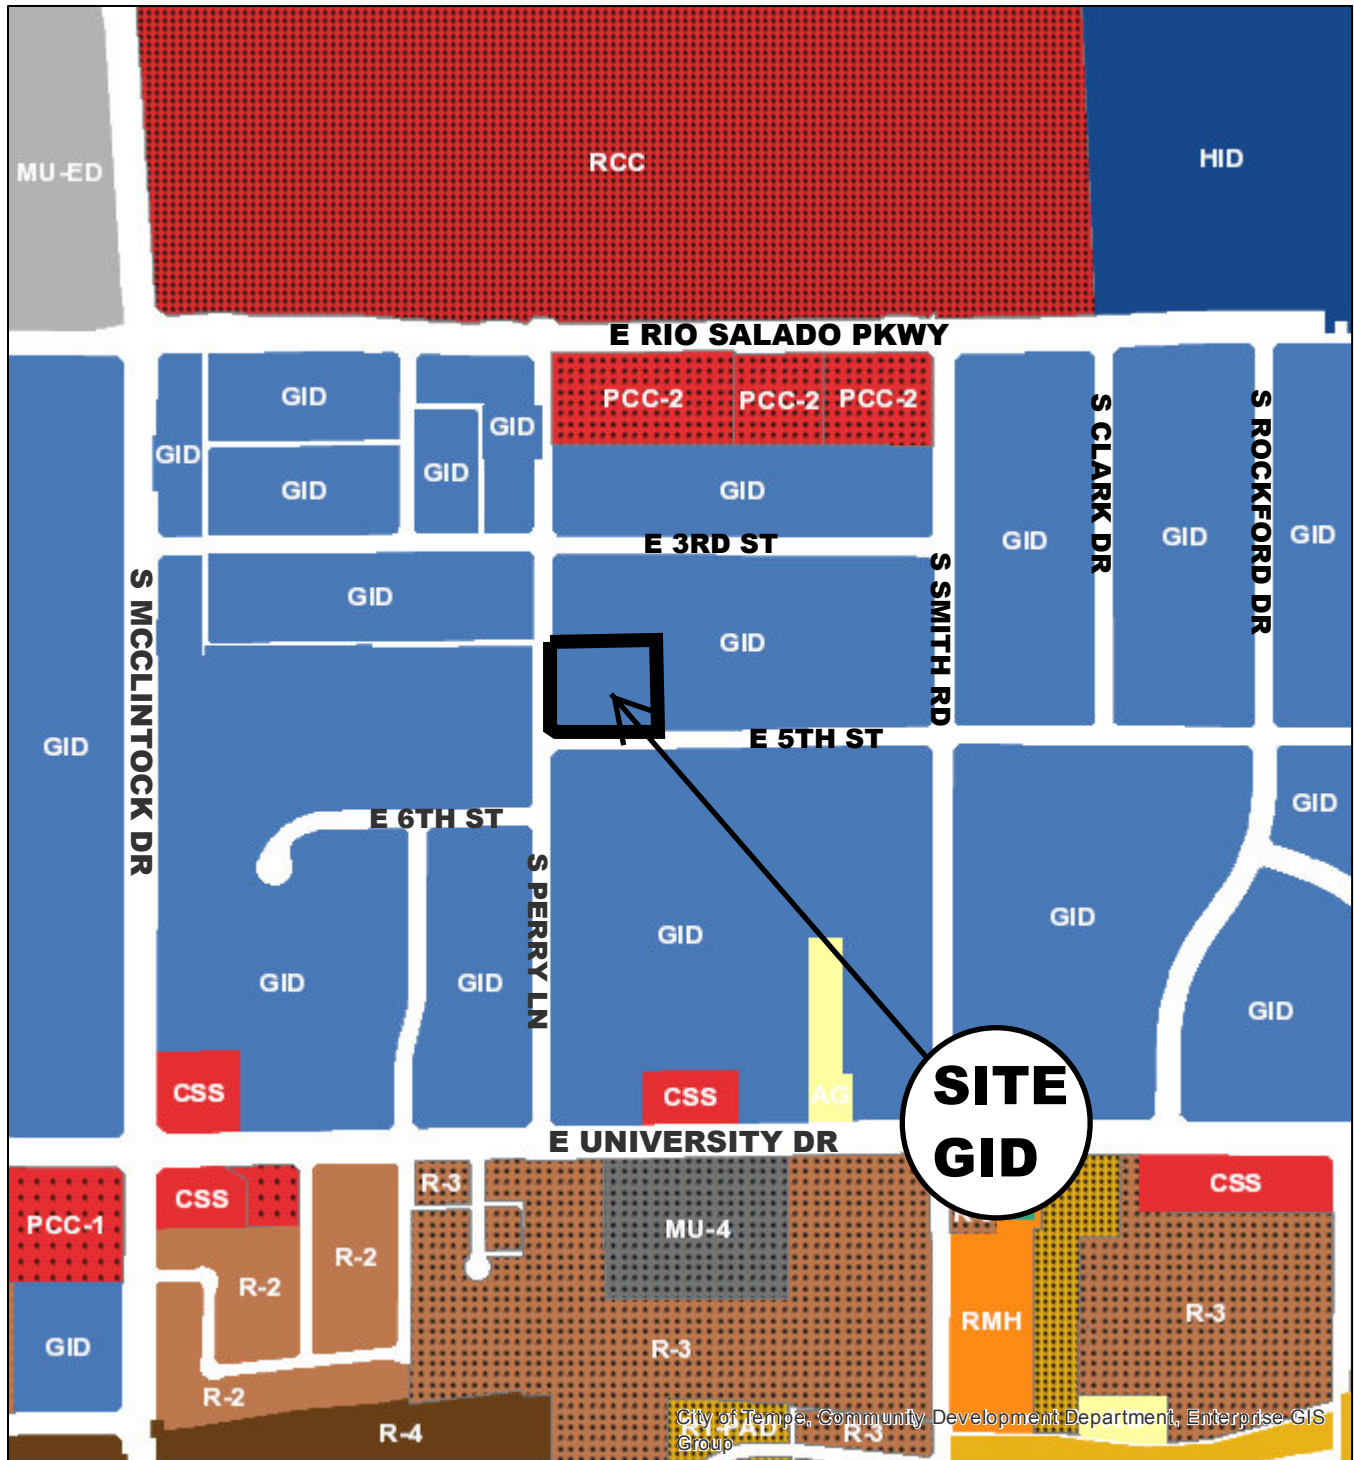 MU-ED
RCC
HID
E RIO SALADO PKWY
GID
GID
PCC-2
PCC-2
PCC-2
GID
GID
GID
GID
GID
S CLARK DR
S ROCKFORD DR
GID
GID
GID
E 3RD ST
S SMITH RD
S MCCLINTOCK DR
GID
GID
GID
E 5TH ST
GID
E 6TH ST
S PERRY LN
GID
GID
GID
GID
GID
SITE
GID
CSS
CSS
AG
E UNIVERSITY DR
R-3
CSS
CSS
PCC-1
MU-4
R-2
R-2
GID
RMH
R-3
R-3
R-2
R-4
R1-PAD
R-3
City of Tempe, Community Development Department, Enterprise GIS
Group